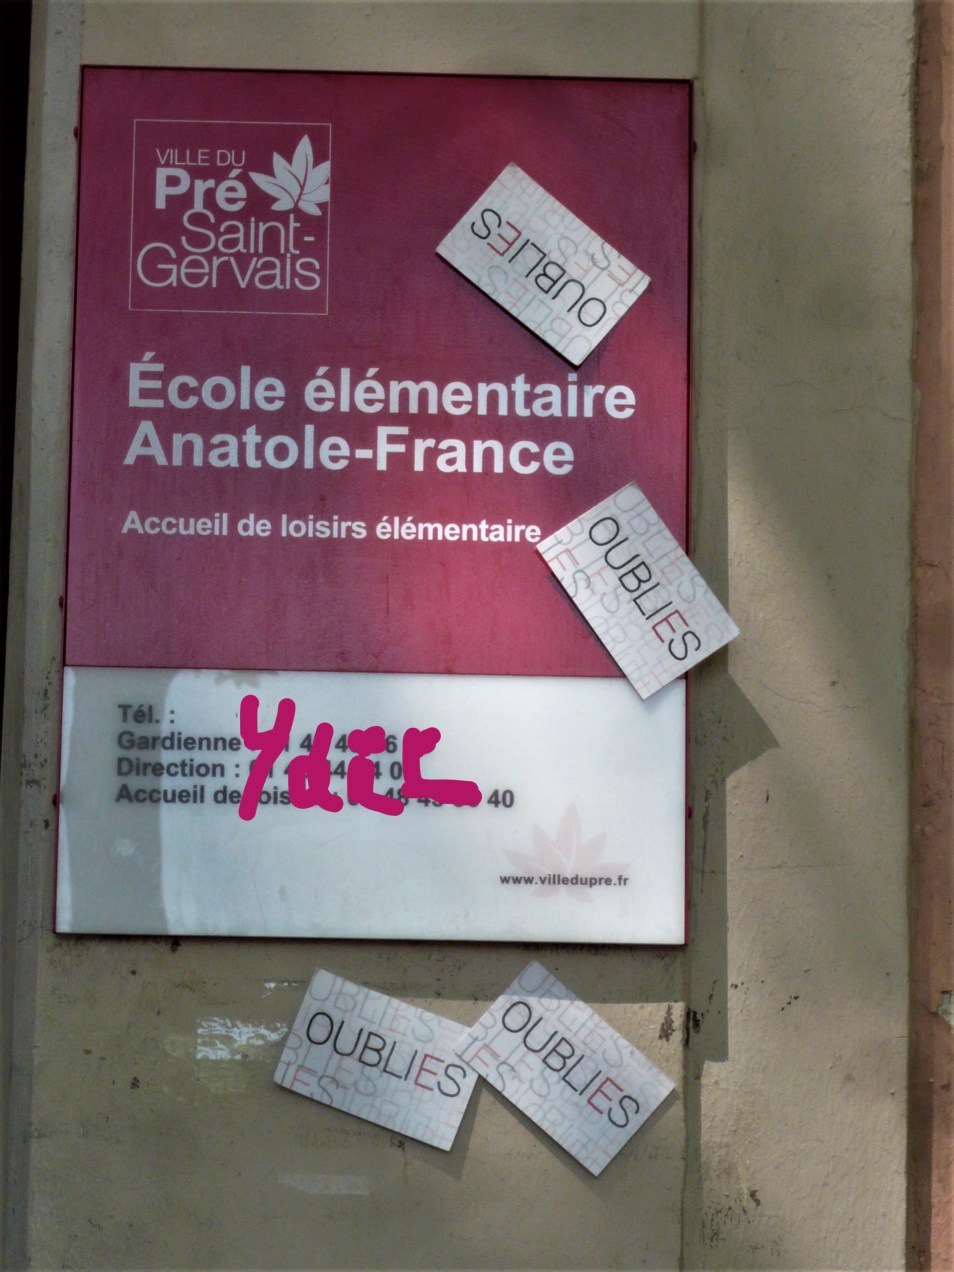 VILLE DU
Pré
Saint-
Gervais
OUBLIES
École élémentaire
Anatole-France
Accueil de loisirs élémentaire
OUBLIES
Tél. :
Gardienne
Direction :
Accueil de 40
www.villedupre.fr
OUBLIES
OUBLIES